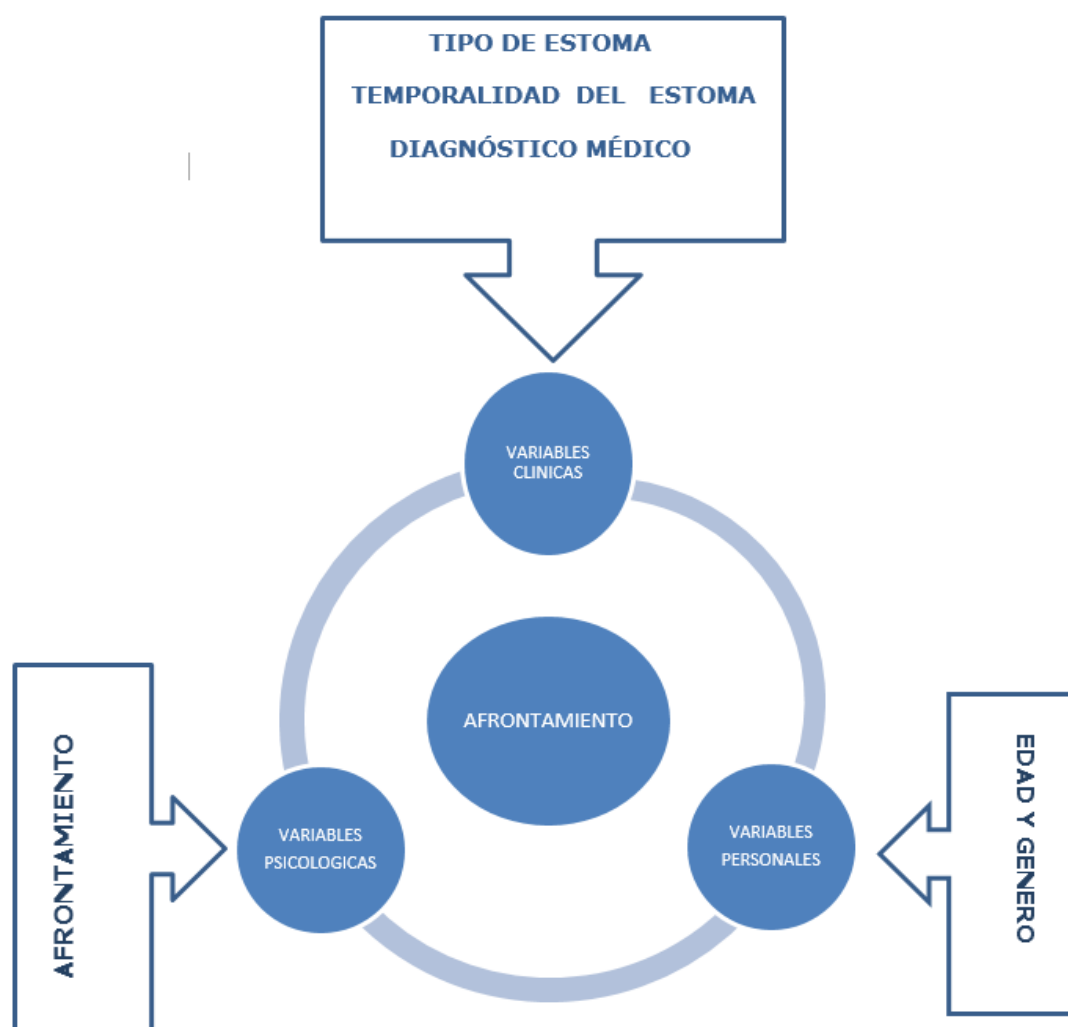 TIPO DE ESTOMA
TEMPORALIDAD DEL ESTOMA
DIAGNÓSTICO MÉDICO
VARIABLES
CLINICAS
AFRONTAMIENTO
AFRONTAMIENTO
VARIABLES
PSICOLOGICAS
VARIABLES
PERSONALES
EDAD Y GENERO